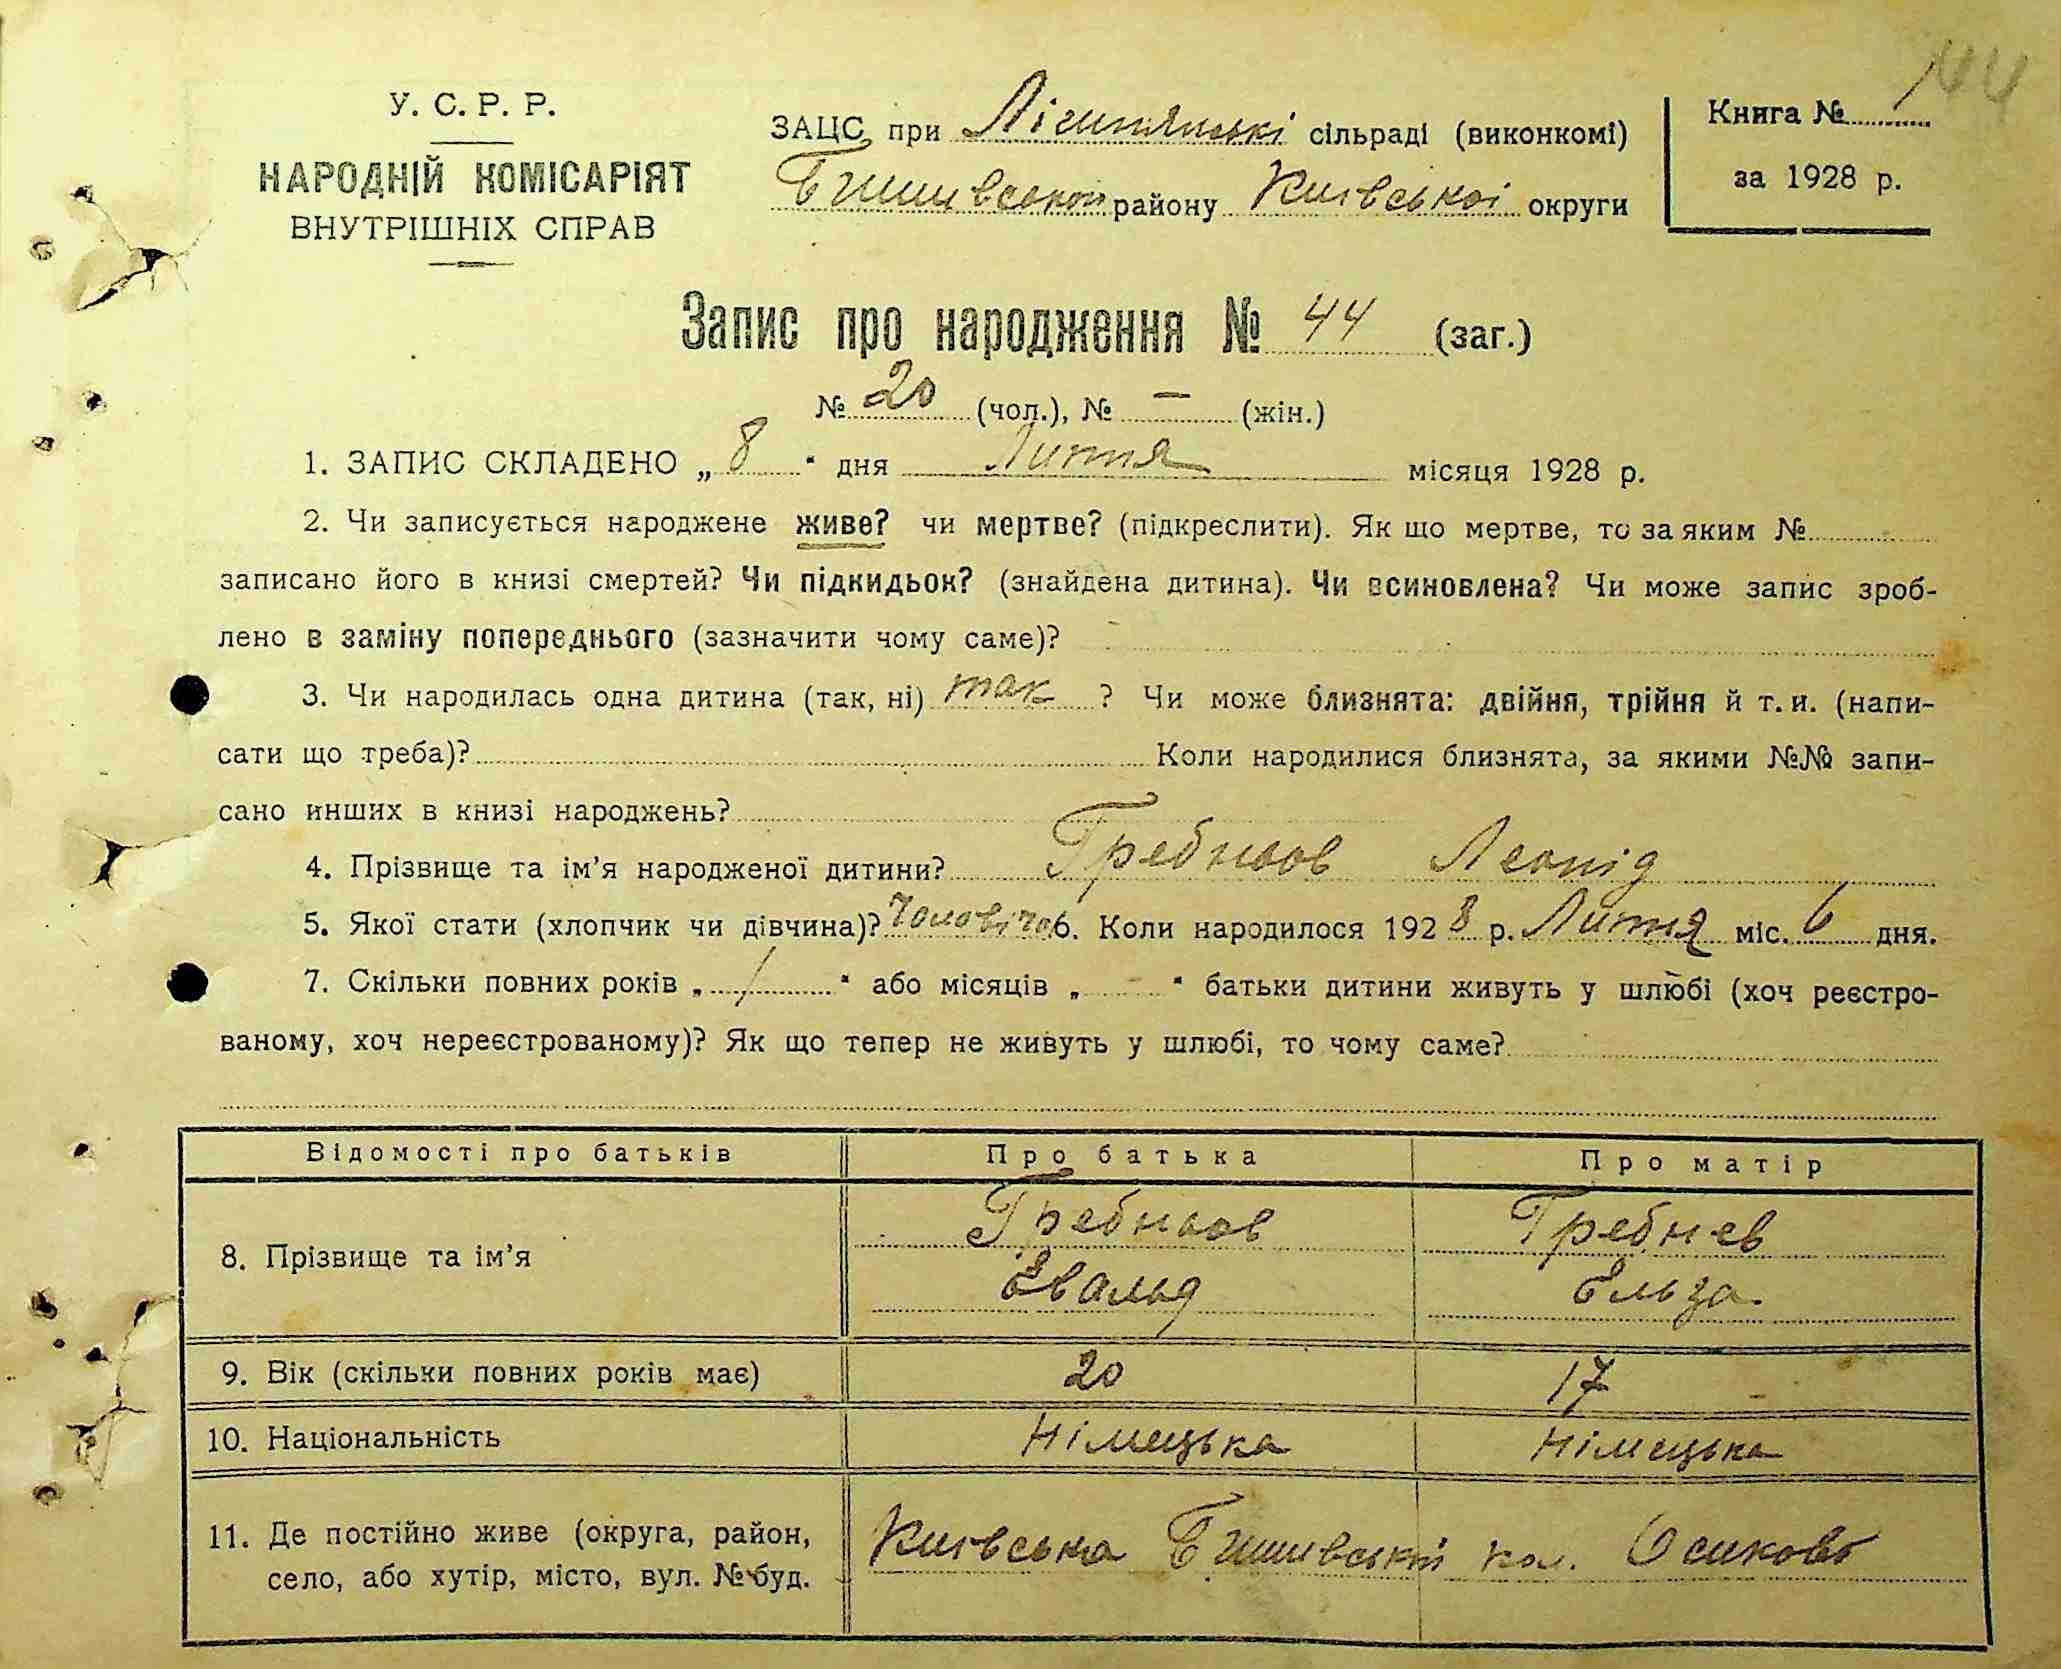 144
У. С. Р. Р.
НАРОДНІЙ КОМІСАРІЯТ
ВНУТРІШНІХ СПРАВ
ЗАЦС при сільраді (виконкомі)
району Київської округи
Книга № 1
за 1928 р.
Запис про народження № 44 (заг.)
№ 20 (чол.), № — (жін.)
1. ЗАПИС СКЛАДЕНО „ 8 “ дня Липня місяця 1928 р.
2. Чи записується народжене живе? чи мертве? (підкреслити). Як що мертве, то за яким №
записано його в книзі смертей? Чи підкидьок? (знайдена дитина). Чи всиновлена? Чи може запис зроб-
лено в заміну попереднього (зазначити чому саме)?
3. Чи народилась одна дитина (так, ні) так ? Чи може близнята: двійня, трійня й т. и. (напи-
сати що треба)? Коли народилися близнята, за якими №№ запи-
сано инших в книзі народжень?
4. Прізвище та ім’я народженої дитини? Гребньов Леонід
5. Якої стати (хлопчик чи дівчина)? Чоловічо 6. Коли народилося 1928 р. Липня міс. 6 дня.
7. Скільки повних років „ 1 “ або місяців „ - “ батьки дитини живуть у шлюбі (хоч реєстро-
ваному, хоч нереєстрованому)? Як що тепер не живуть у шлюбі, то чому саме?
Відомості про батьків Про батька Про матір
8. Прізвище та ім’я Гребньов Гребнев
Евальд Ельза
9. Вік (скільки повних років має) 20 17
10. Національність Німецька Німецька
11. Де постійно живе (округа, район,
село, або хутір, місто, вул. № буд.
Київська Бишівський кол. Осиково